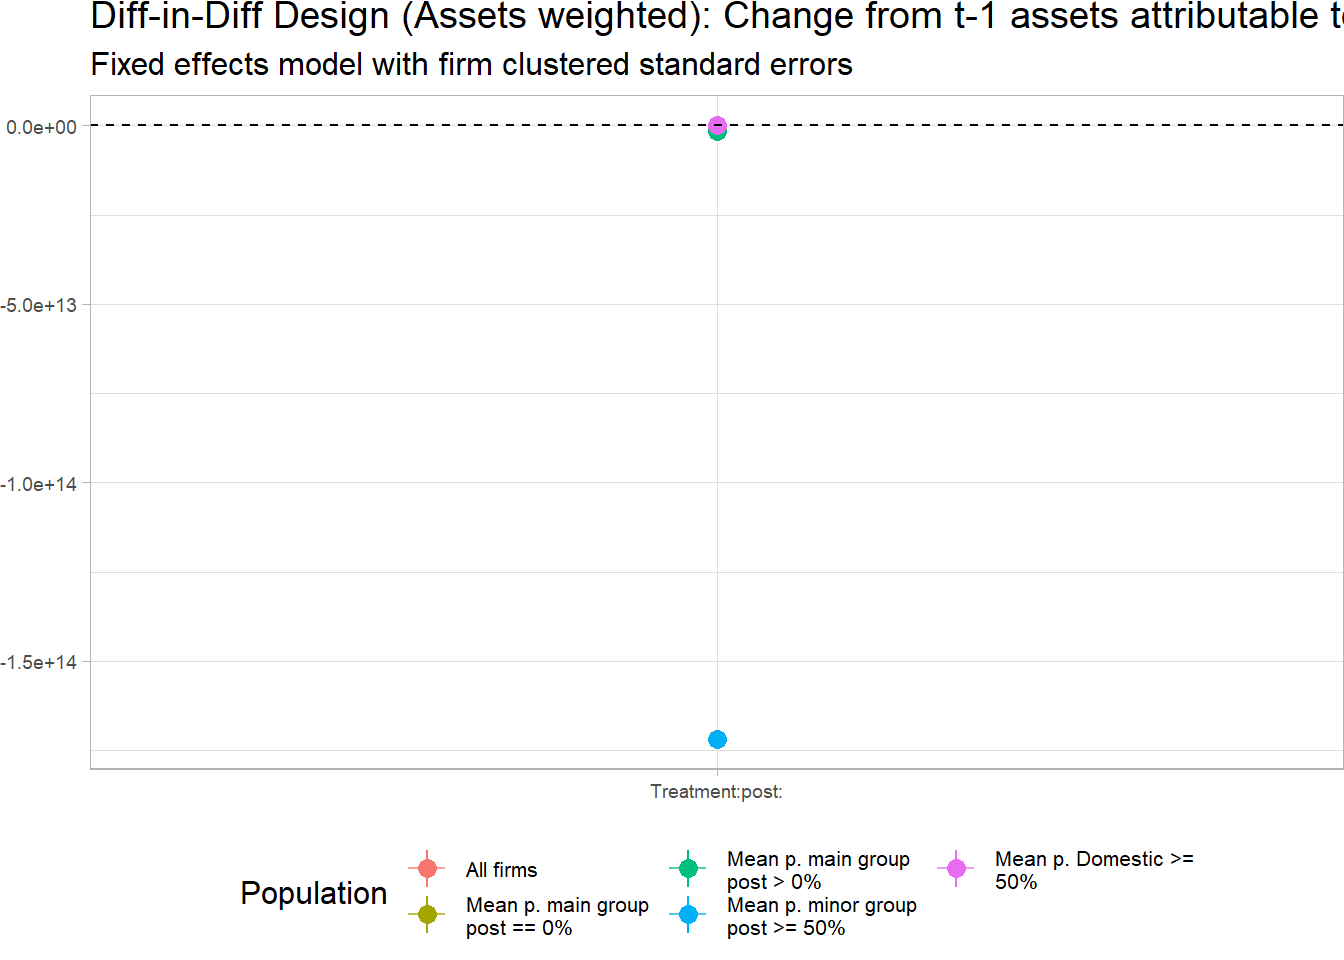 Diff-in-Diff Design (Assets weighted): Change from t-1 assets attributable t
Fixed effects model with firm clustered standard errors
0.0e+00
-5.0e+13
-1.0e+14
-1.5e+14
Treatment:post:
Population
All firms
Mean p. main group
post == 0%
Mean p. main group
post > 0%
Mean p. minor group
post >= 50%
Mean p. Domestic >=
50%